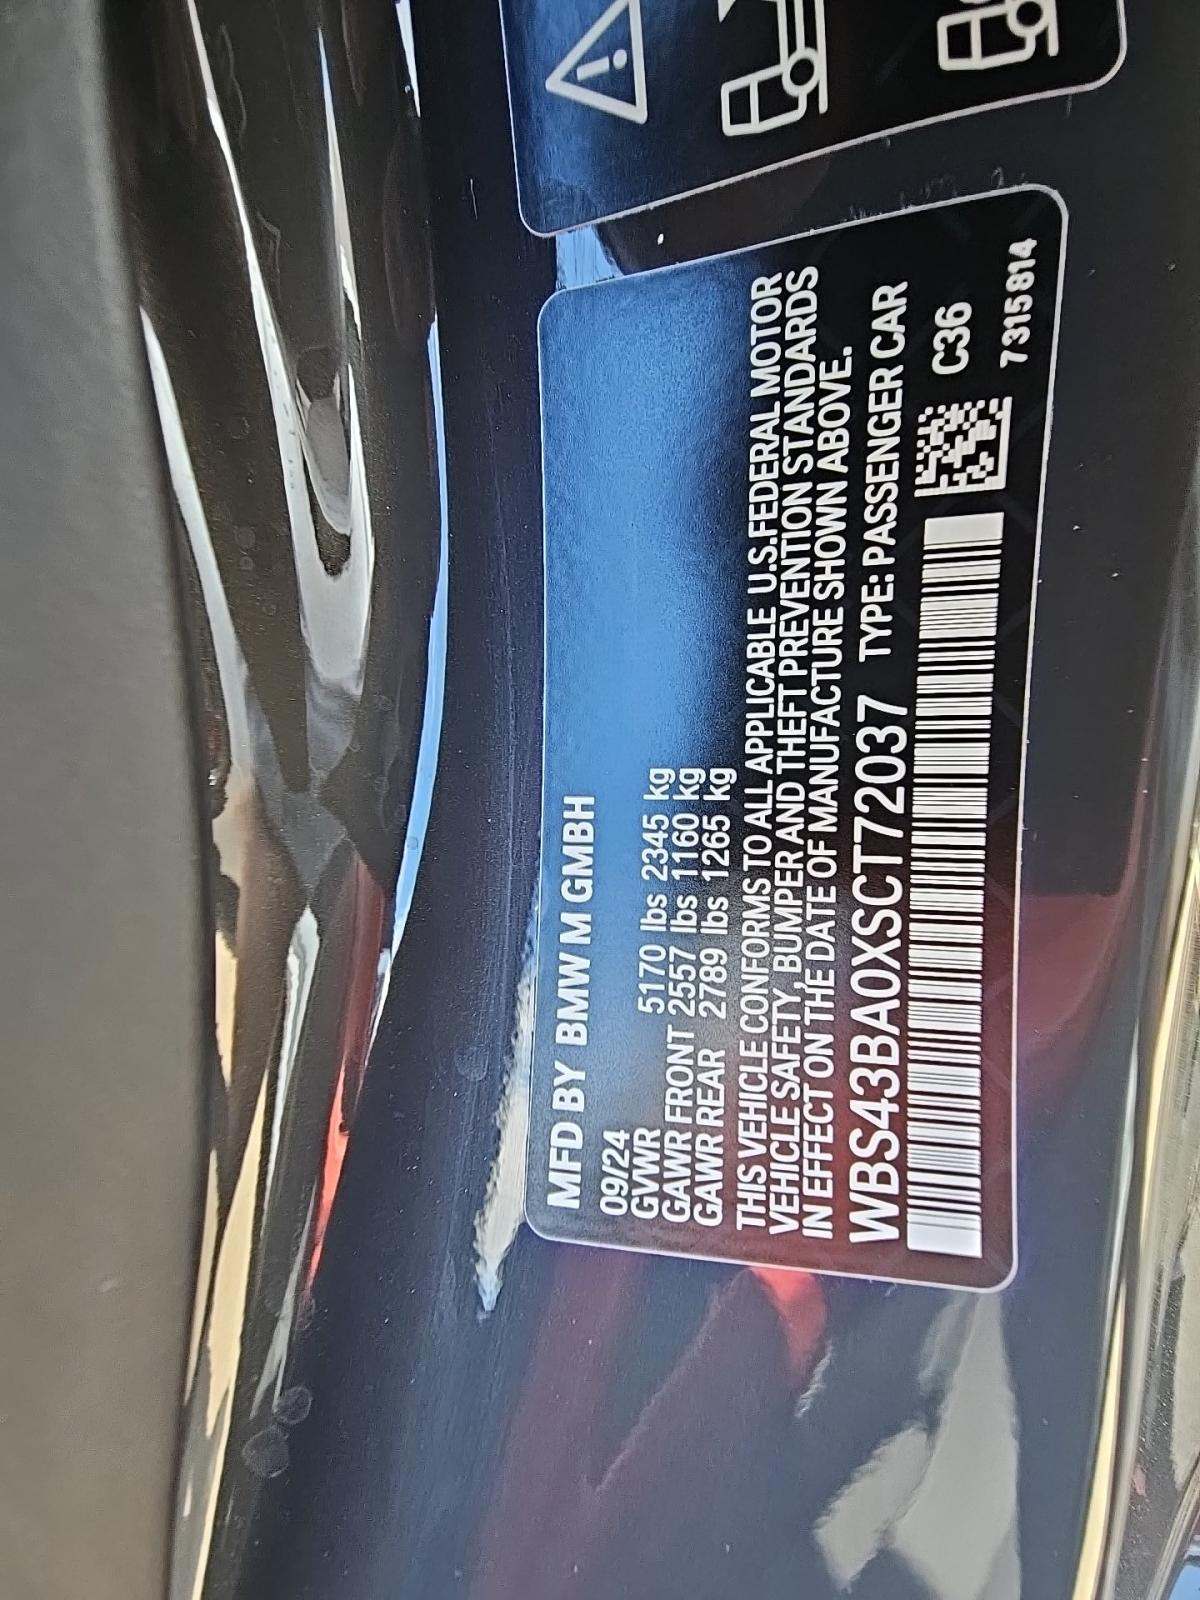 MFD BY BMW M GMBH
09/24
GVWR 5170 lbs 2345 kg
GAWR FRONT 2557 lbs 1160 kg
GAWR REAR 2789 lbs 1265 kg
THIS VEHICLE CONFORMS TO ALL APPLICABLE U.S.FEDERAL MOTOR
VEHICLE SAFETY, BUMPER AND THEFT PREVENTION STANDARDS
IN EFFECT ON THE DATE OF MANUFACTURE SHOWN ABOVE.
WBS43BA0XSCT72037 TYPE: PASSENGER CAR
C36
7315814